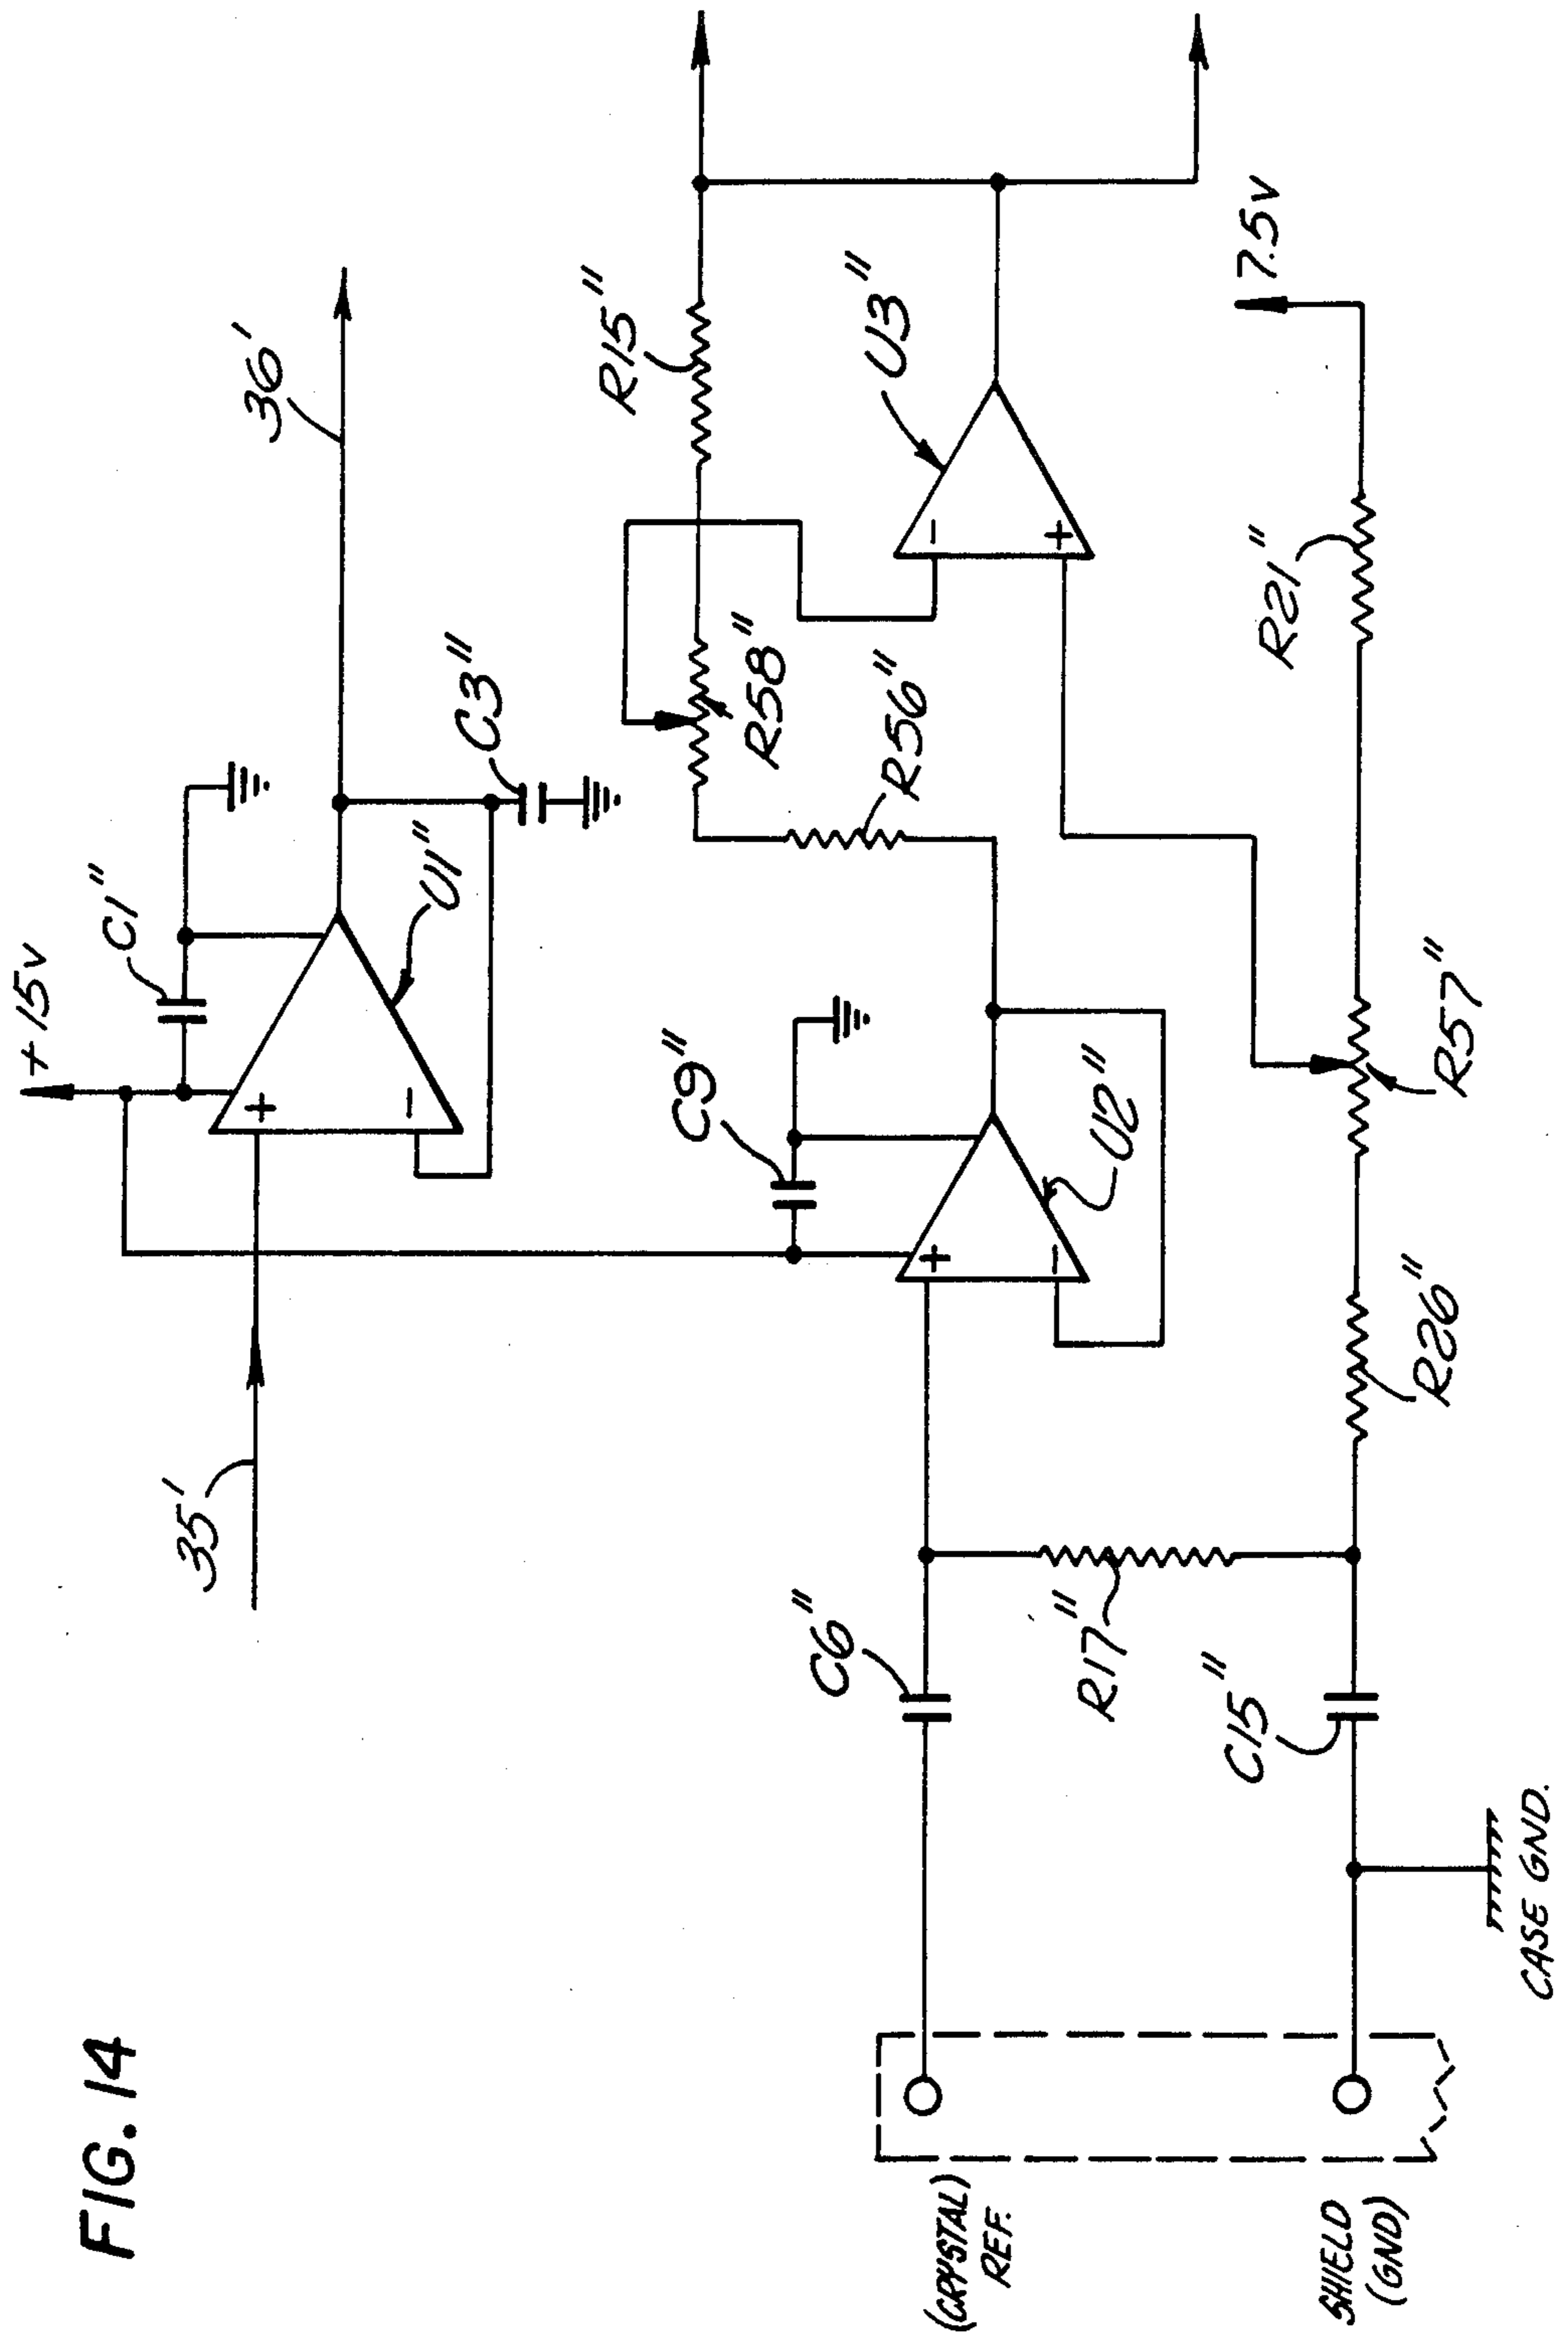 FIG. 14
+15v
C1"
35'
36'
U1"
C3"
C9"
U2"
R15"
R58"
R56"
U3"
7.5v
(CRYSTAL)
REF.
C6"
R17"
C15"
R26"
R57"
R21"
SHIELD
(GND)
CASE GND.
+
−
+
−
−
+